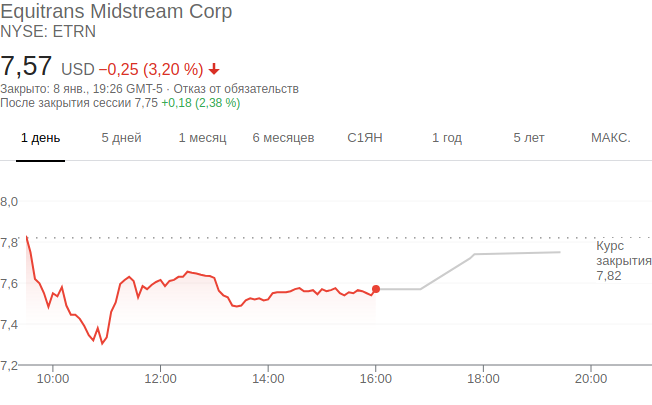 Equitrans Midstream Corp
NYSE: ETRN
7,57 USD −0,25 (3,20 %)
Закрыто: 8 янв., 19:26 GMT-5 · Отказ от обязательств
После закрытия сессии 7,75 +0,18 (2,38 %)
1 день 5 дней 1 месяц 6 месяцев С1ЯН 1 год 5 лет МАКС.
8,0
7,8
Курс
закрытия
7,82
7,6
7,4
7,2
10:00 12:00 14:00 16:00 18:00 20:00